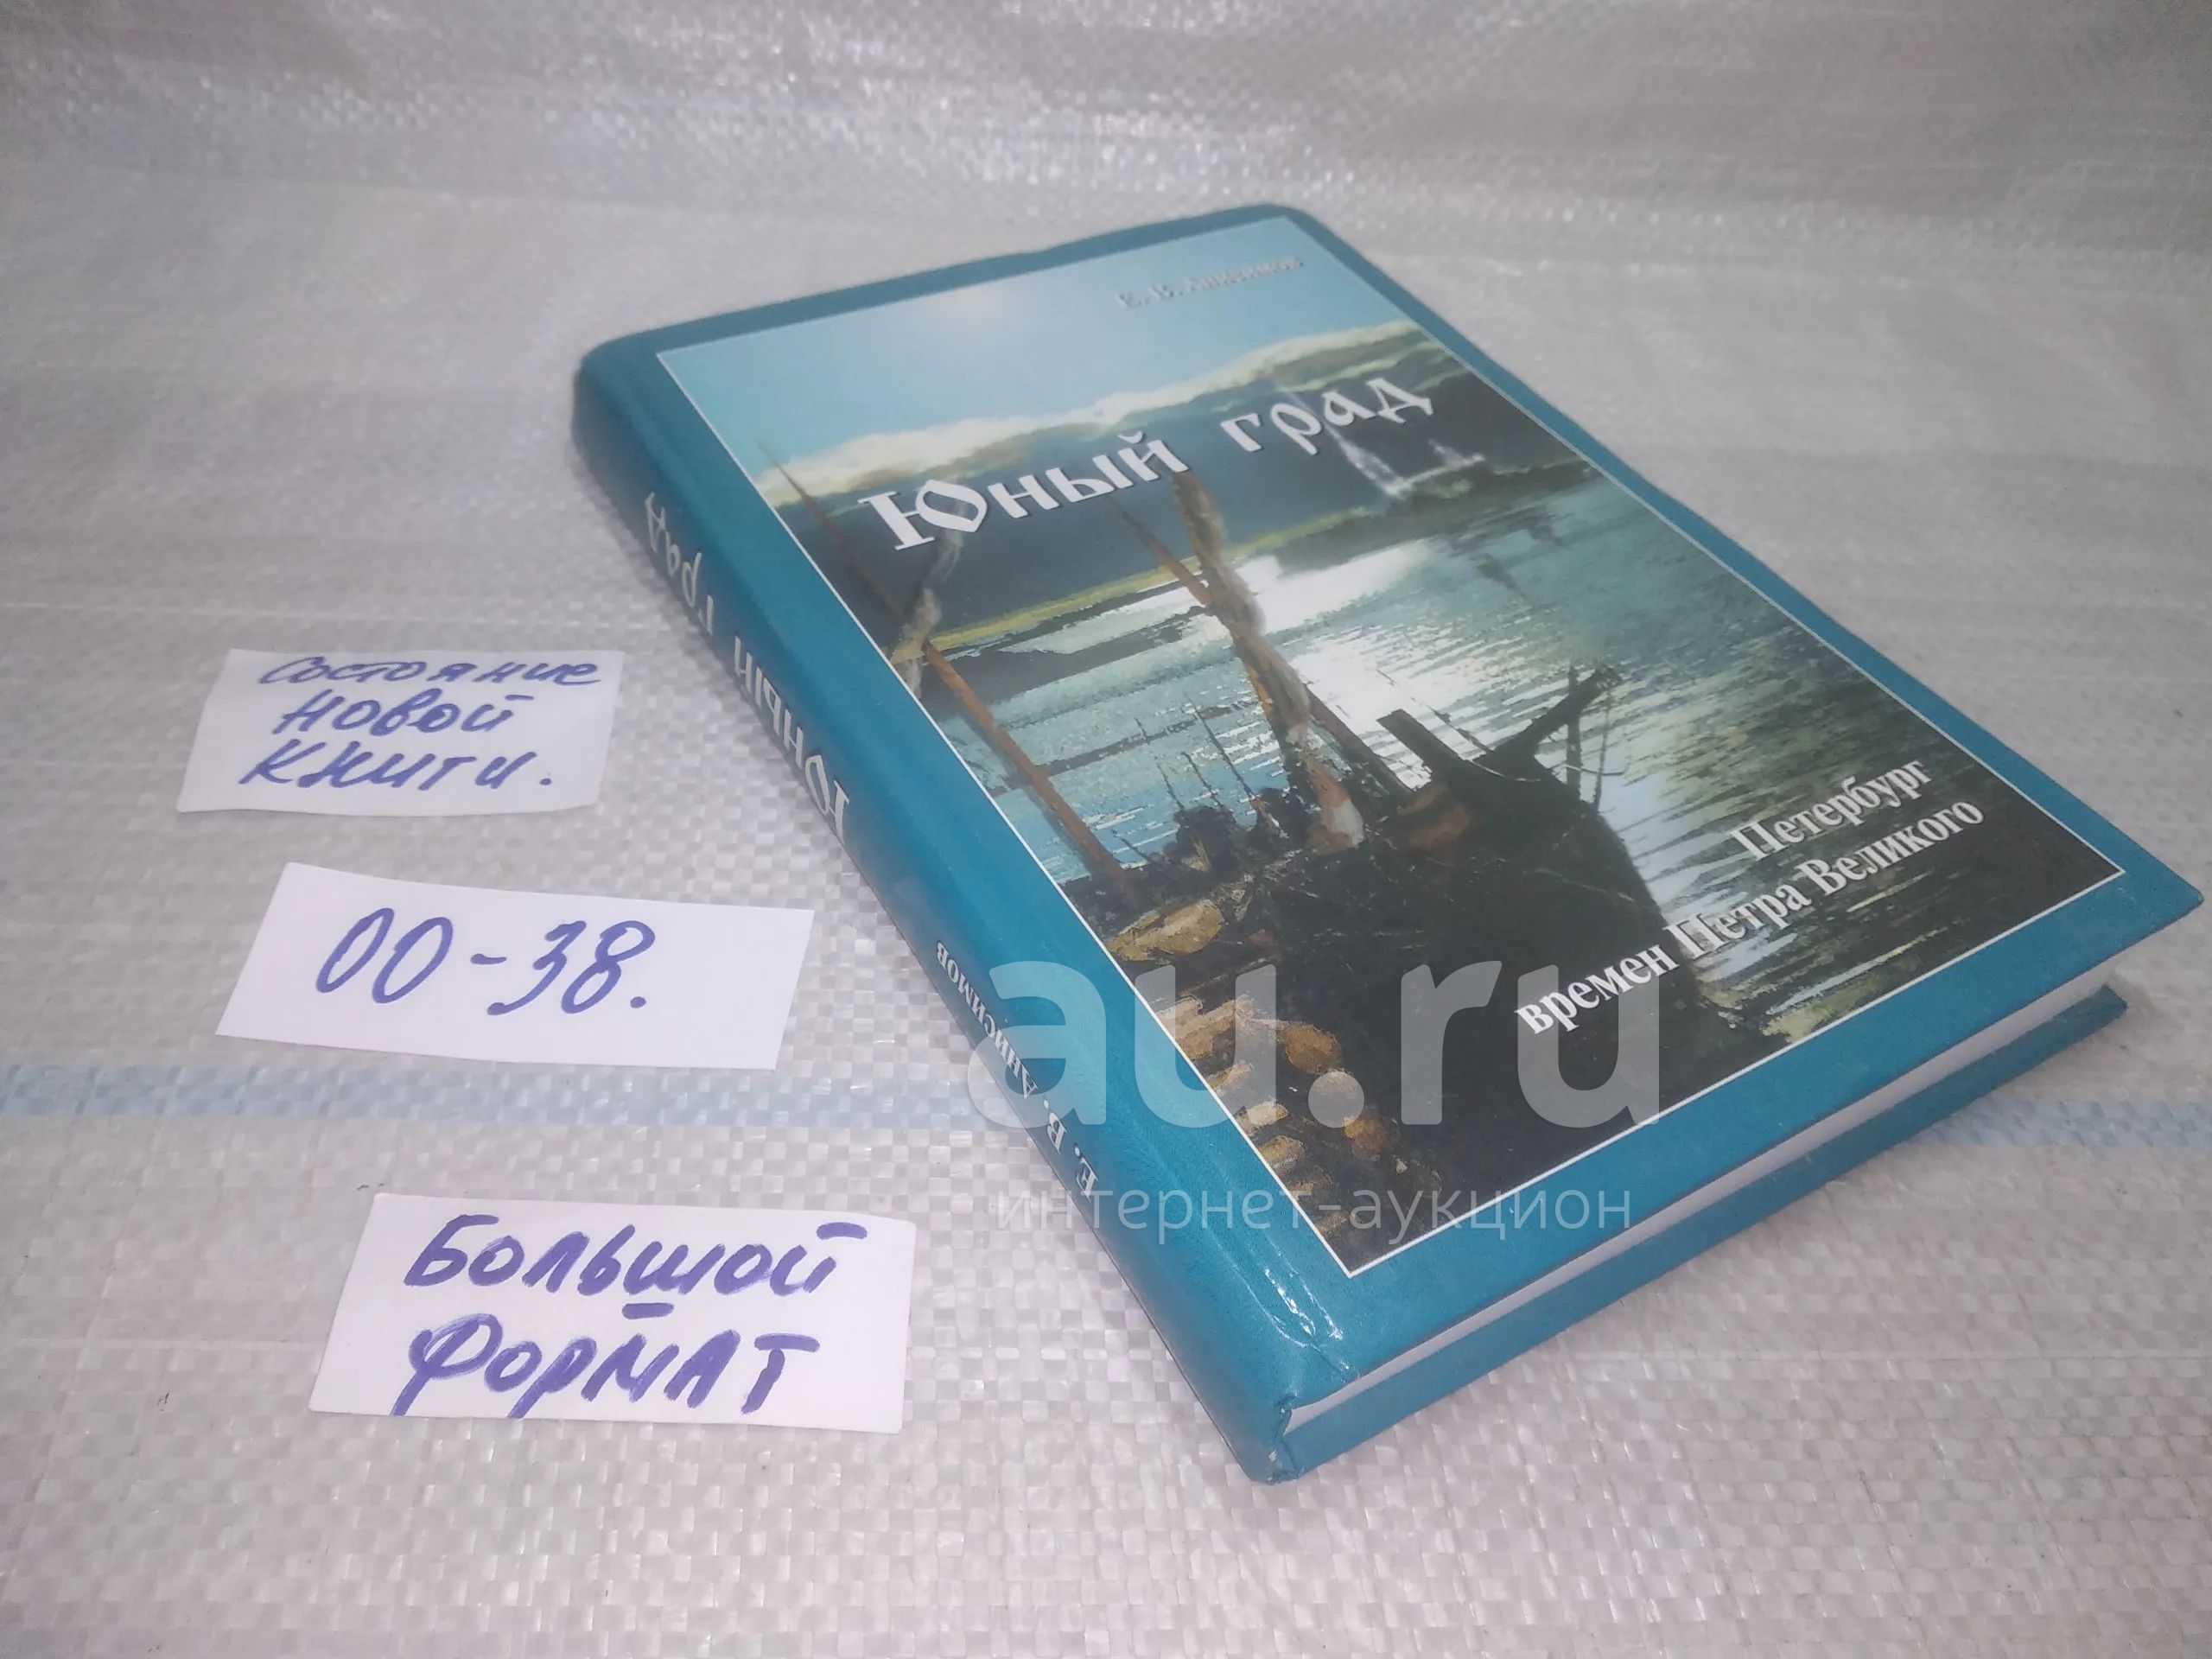 Состояние
новой
книги.
00-38.
Большой
формат
Е. В. Анисимов
Юный град
Петербург
времен Петра Великого
Юный град
Е. В. Анисимов
au.ru
интернет-аукцион